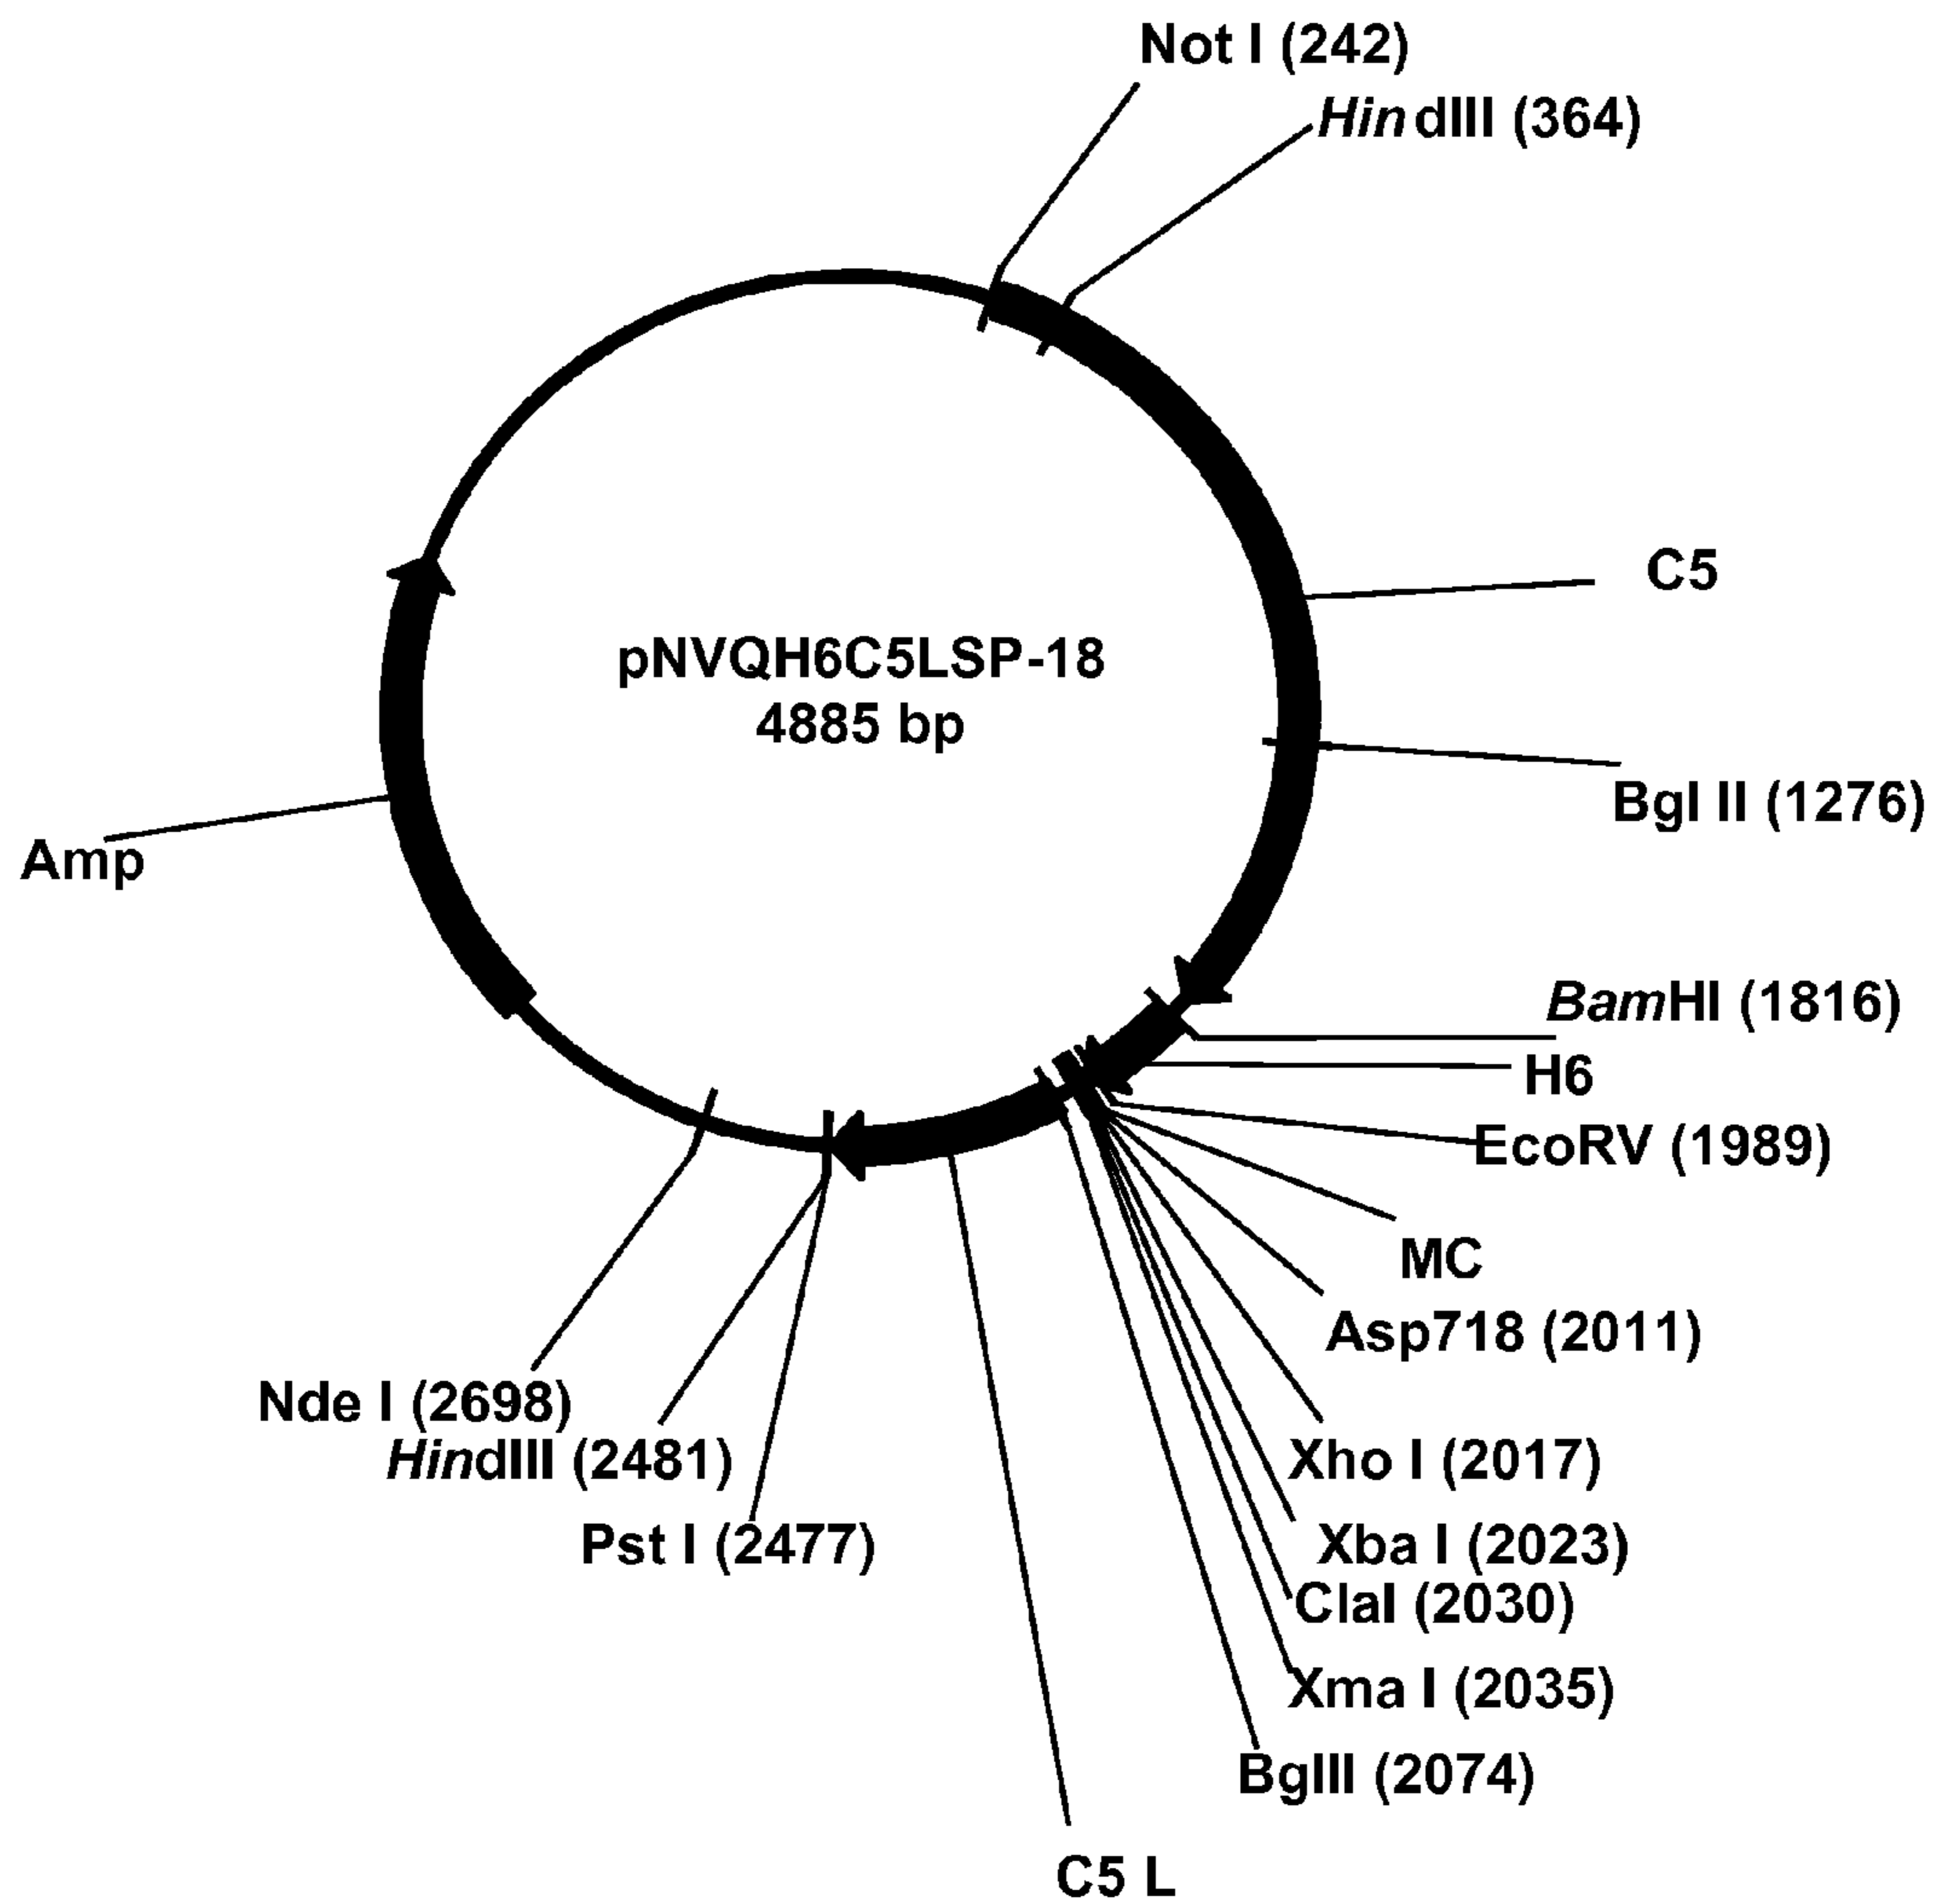 Not I (242)
HindIII (364)
C5
pNVQH6C5LSP-18
4885 bp
Bgl II (1276)
Amp
BamHI (1816)
H6
EcoRV (1989)
MC
Asp718 (2011)
Nde I (2698)
HindIII (2481)
Xho I (2017)
Pst I (2477)
Xba I (2023)
ClaI (2030)
Xma I (2035)
BglII (2074)
C5 L